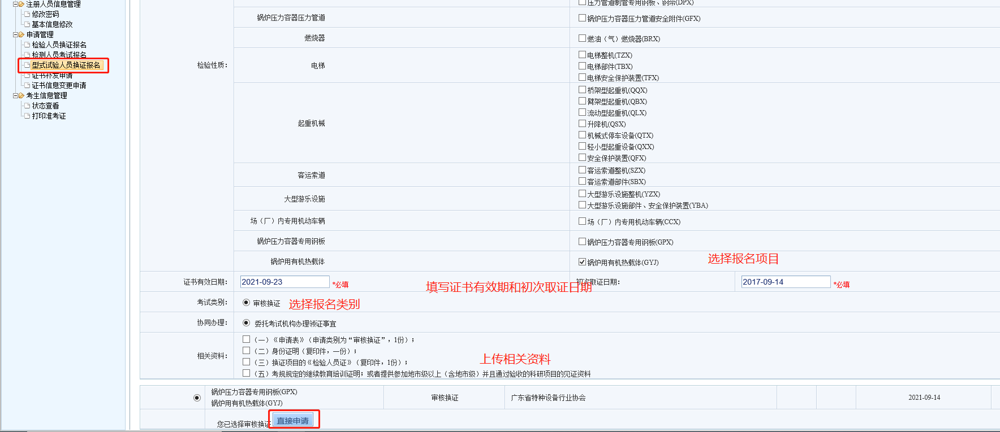 注册人员信息管理
修改密码
基本信息修改
申请管理
检验人员换证报名
检测人员考试报名
型式试验人员换证报名
证书补发申请
证书信息变更申请
考生信息管理
状态查看
打印准考证
压力管道制管专用钢板、钢带(DPX)
检验性质：
锅炉压力容器压力管道
锅炉压力容器压力管道安全附件(GFX)
燃烧器
燃油（气）燃烧器(BRX)
电梯
电梯整机(TZX)
电梯部件(TBX)
电梯安全保护装置(TFX)
起重机械
桥架型起重机(QQX)
臂架型起重机(QBX)
流动型起重机(QLX)
升降机(QSX)
机械式停车设备(QTX)
轻小型起重设备(QXX)
安全保护装置(QFX)
客运索道
客运索道整机(SZX)
客运索道部件(SBX)
大型游乐设施
大型游乐设施整机(YZX)
大型游乐设施部件、安全保护装置(YBA)
场（厂）内专用机动车辆
场（厂）内专用机动车辆(CCX)
锅炉压力容器专用钢板
锅炉压力容器专用钢板(GPX)
锅炉用有机热载体
锅炉用有机热载体(GYJ)
选择报名项目
证书有效日期： 2021-09-23 *必填
填写证书有效期和初次取证日期
初次取证日期： 2017-09-14 *必填
考试类别： 审核换证
选择报名类别
协同办理： 委托考试机构办理领证事宜
相关资料：
（一）《申请表》（申请类别为“审核换证”，1份）；
（二）身份证明（复印件，一份）；
（三）换证项目的《检验人员证》（复印件，1份）；
（五）考规规定的继续教育培训证明；或者提供参加地市级以上（含地市级）并且通过验收的科研项目的见证资料
上传相关资料
锅炉压力容器专用钢板(GPX)
锅炉用有机热载体(GYJ)
审核换证
广东省特种设备行业协会
2021-09-14
您已选择审核换证 直接申请